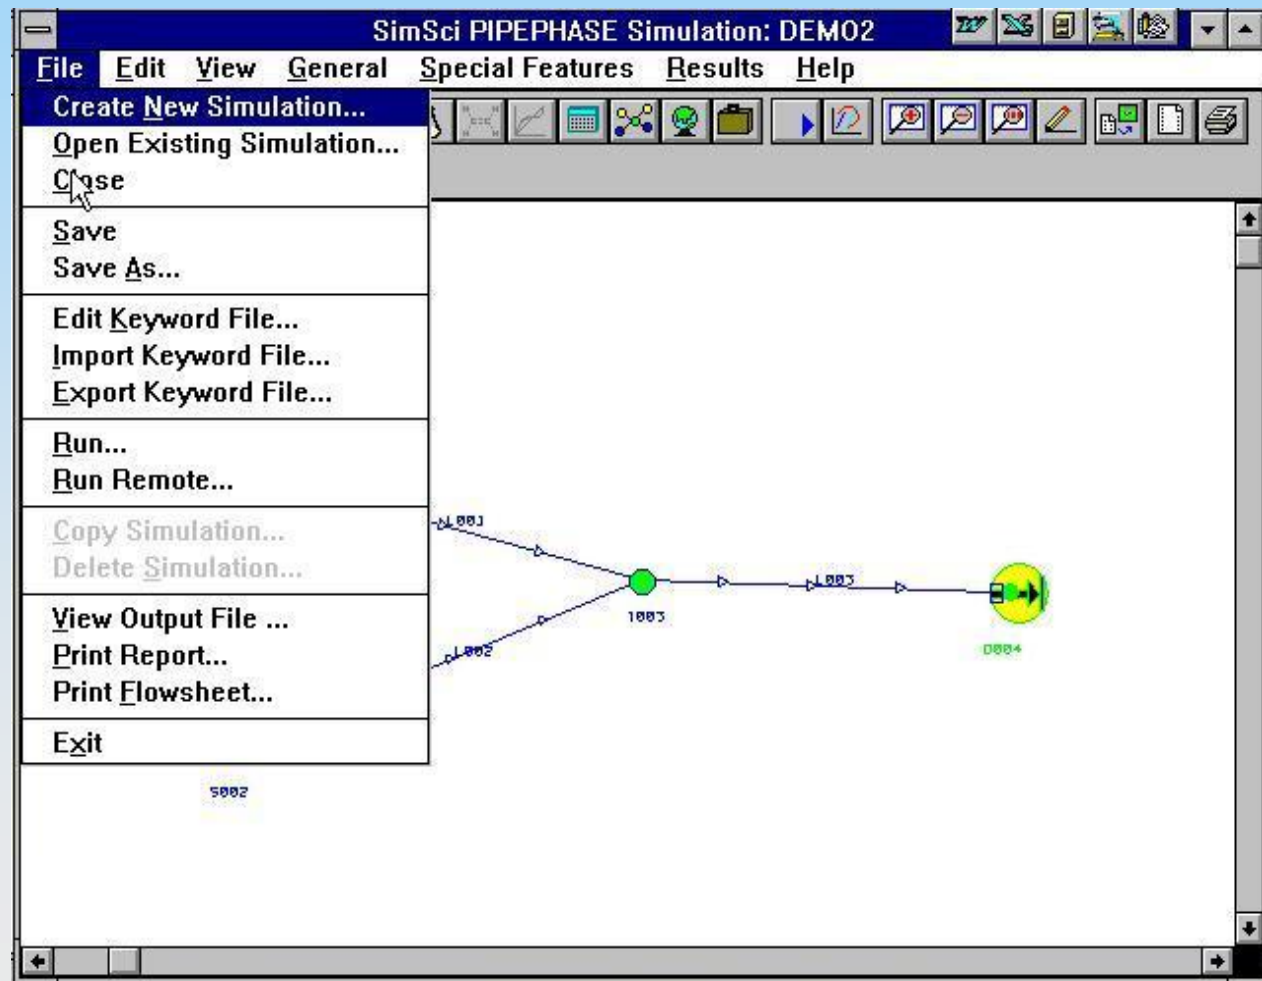 SimSci PIPEPHASE Simulation: DEMO2
File Edit View General Special Features Results Help
Create New Simulation...
Open Existing Simulation...
Close
Save
Save As...
Edit Keyword File...
Import Keyword File...
Export Keyword File...
Run...
Run Remote...
Copy Simulation...
Delete Simulation...
View Output File ...
Print Report...
Print Flowsheet...
Exit
L001
L002
J003
L003
D004
S002